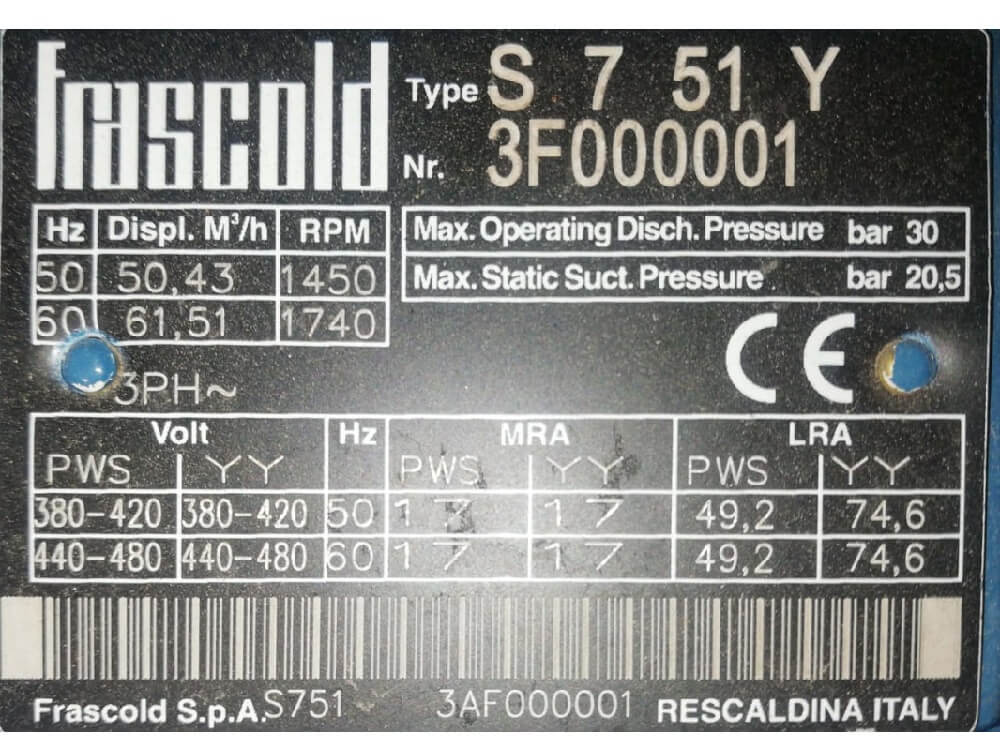 Frascold
Type S 7 51 Y
Nr. 3F000001
Hz Displ. M³/h RPM
50 50,43 1450
60 61,51 1740
Max. Operating Disch. Pressure bar 30
Max. Static Suct. Pressure bar 20,5
CE
3PH~
Volt Hz MRA LRA
PWS YY PWS YY PWS YY
380-420 380-420 50 17 17 49,2 74,6
440-480 440-480 60 17 17 49,2 74,6
Frascold S.p.A. S751 3AF000001 RESCALDINA ITALY